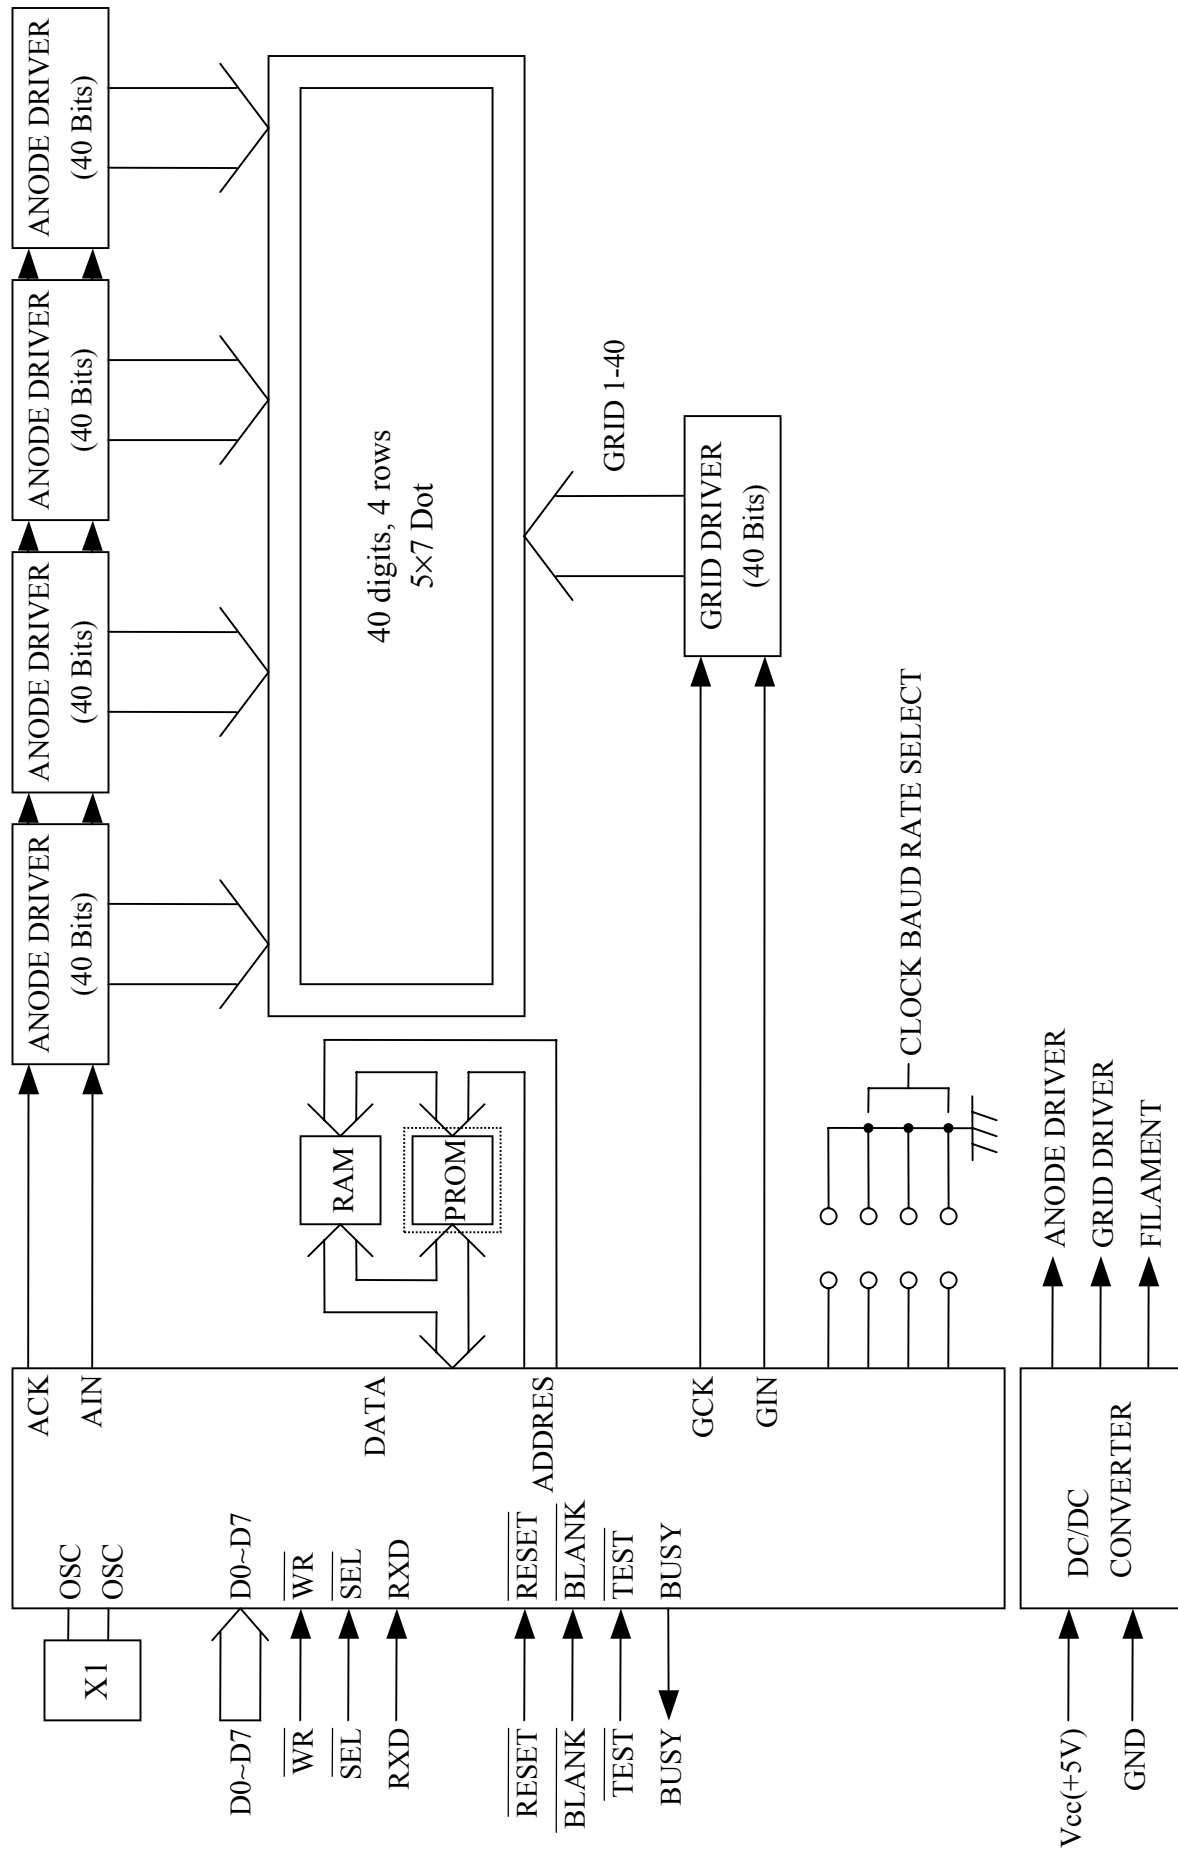 X1
OSC
OSC
D0~D7
D0~D7
WR
WR
SEL
SEL
RXD
RXD
RESET
RESET
BLANK
BLANK
TEST
TEST
BUSY
BUSY
ACK
AIN
DATA
ADDRES
GCK
GIN
RAM
PROM
ANODE DRIVER
(40 Bits)
ANODE DRIVER
(40 Bits)
ANODE DRIVER
(40 Bits)
ANODE DRIVER
(40 Bits)
40 digits, 4 rows
5×7 Dot
GRID 1-40
GRID DRIVER
(40 Bits)
CLOCK BAUD RATE SELECT
Vcc(+5V)
GND
DC/DC
CONVERTER
ANODE DRIVER
GRID DRIVER
FILAMENT